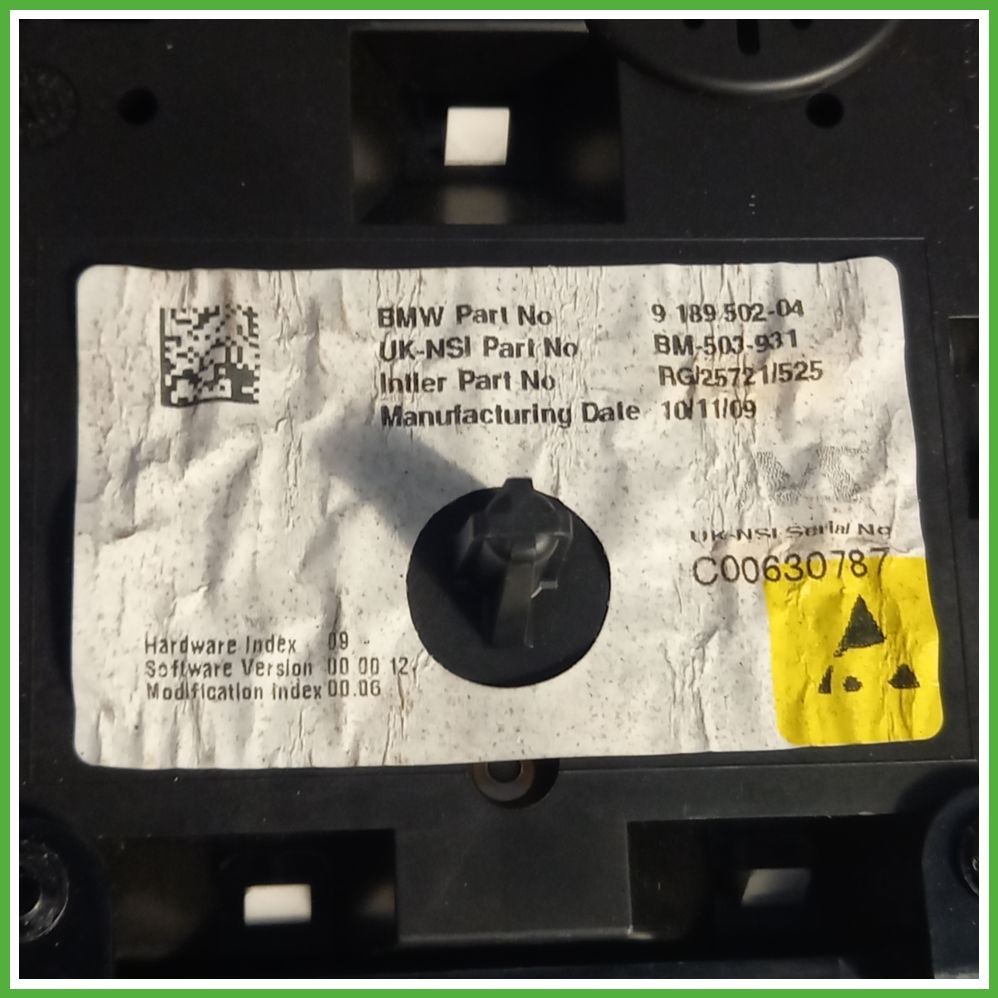 BMW Part No 9 189 502-04
UK-NSI Part No BM-503-931
Intier Part No RG/25721/525
Manufacturing Date 10/11/09
UK-NSI Serial No
C00630787
Hardware Index 09
Software Version 00 00 12
Modification Index 00.06